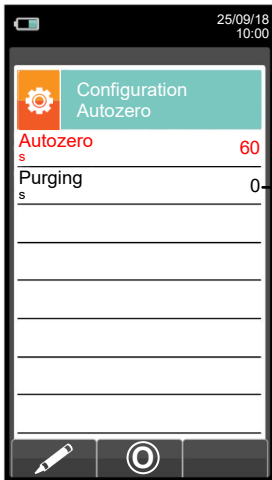 25/09/18
10:00
Configuration
Autozero
Autozero 60
s
Purging 0
s
O